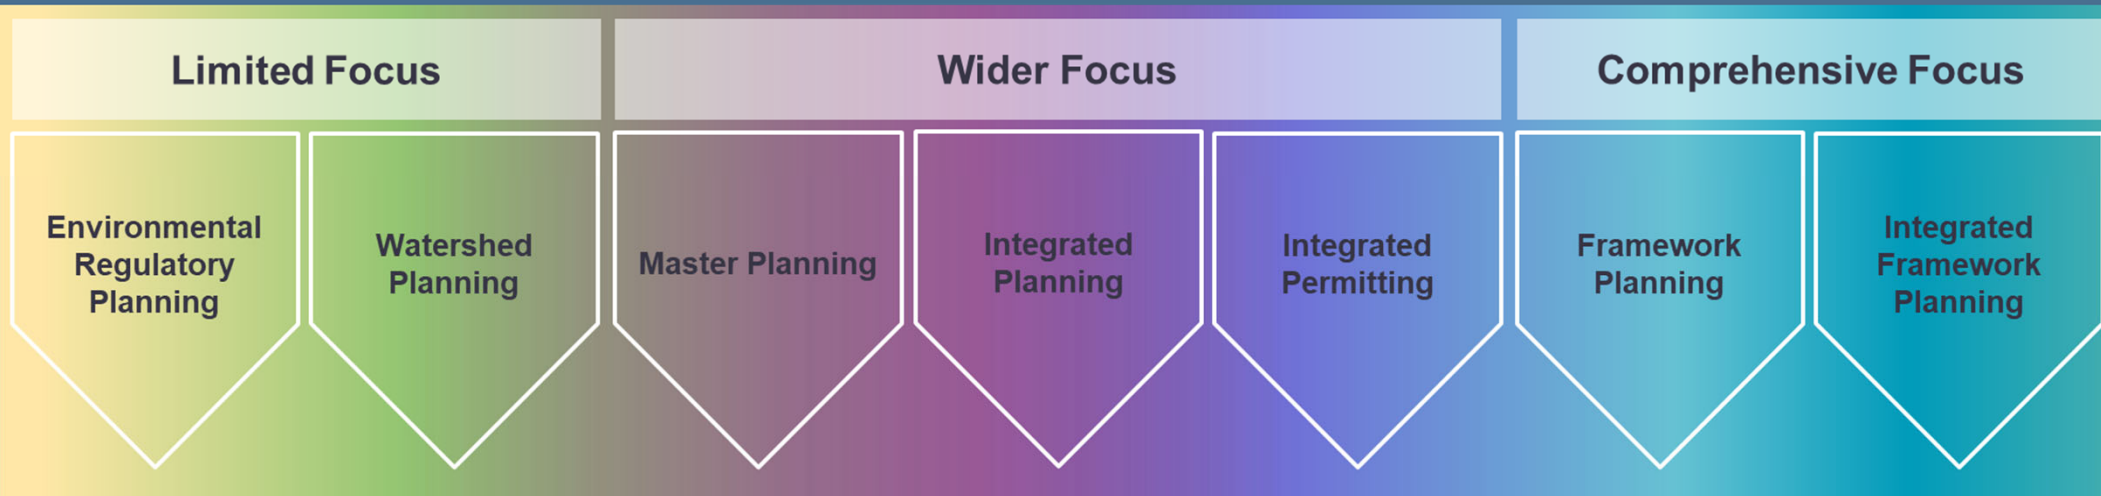 Limited Focus
Wider Focus
Comprehensive Focus
Environmental
Regulatory
Planning
Watershed
Planning
Master Planning
Integrated
Planning
Integrated
Permitting
Framework
Planning
Integrated
Framework
Planning